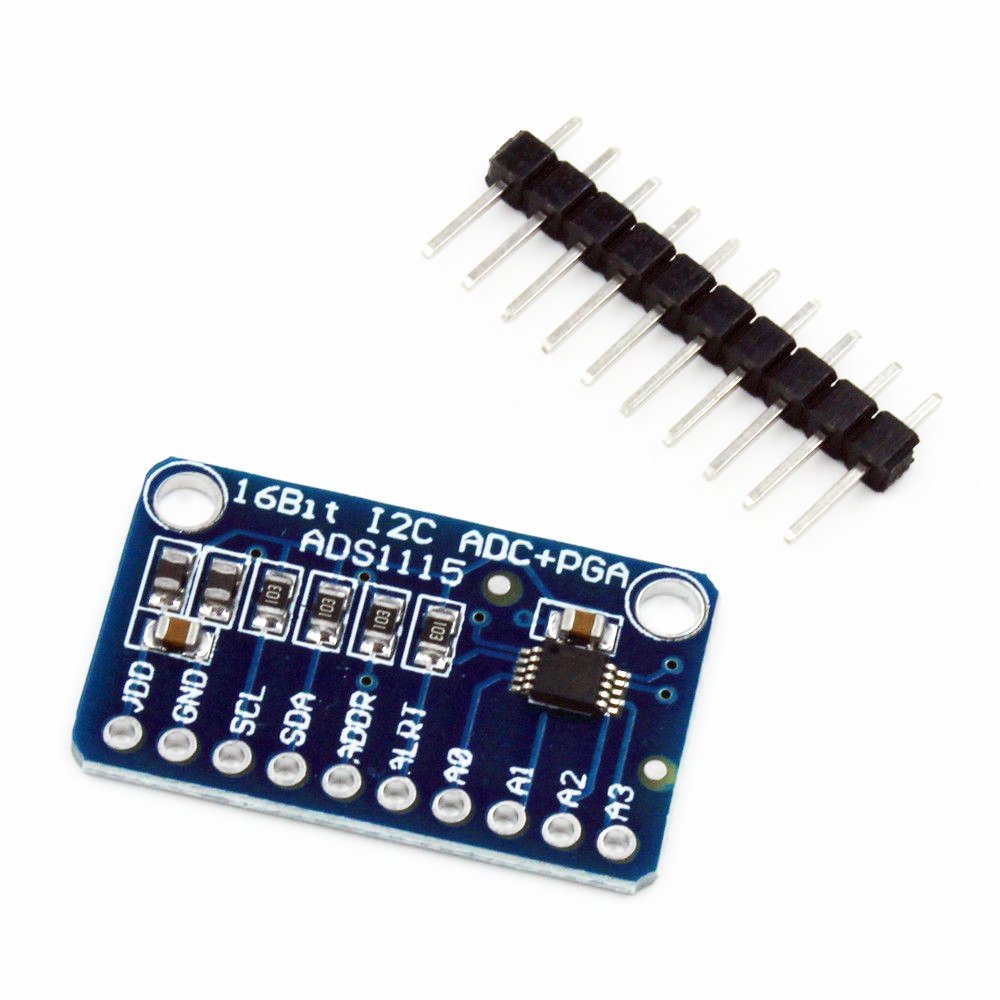 16Bit I2C ADC+PGA
ADS1115
103
103
103
103
VDD
GND
SCL
SDA
ADDR
ALRT
A0
A1
A2
A3